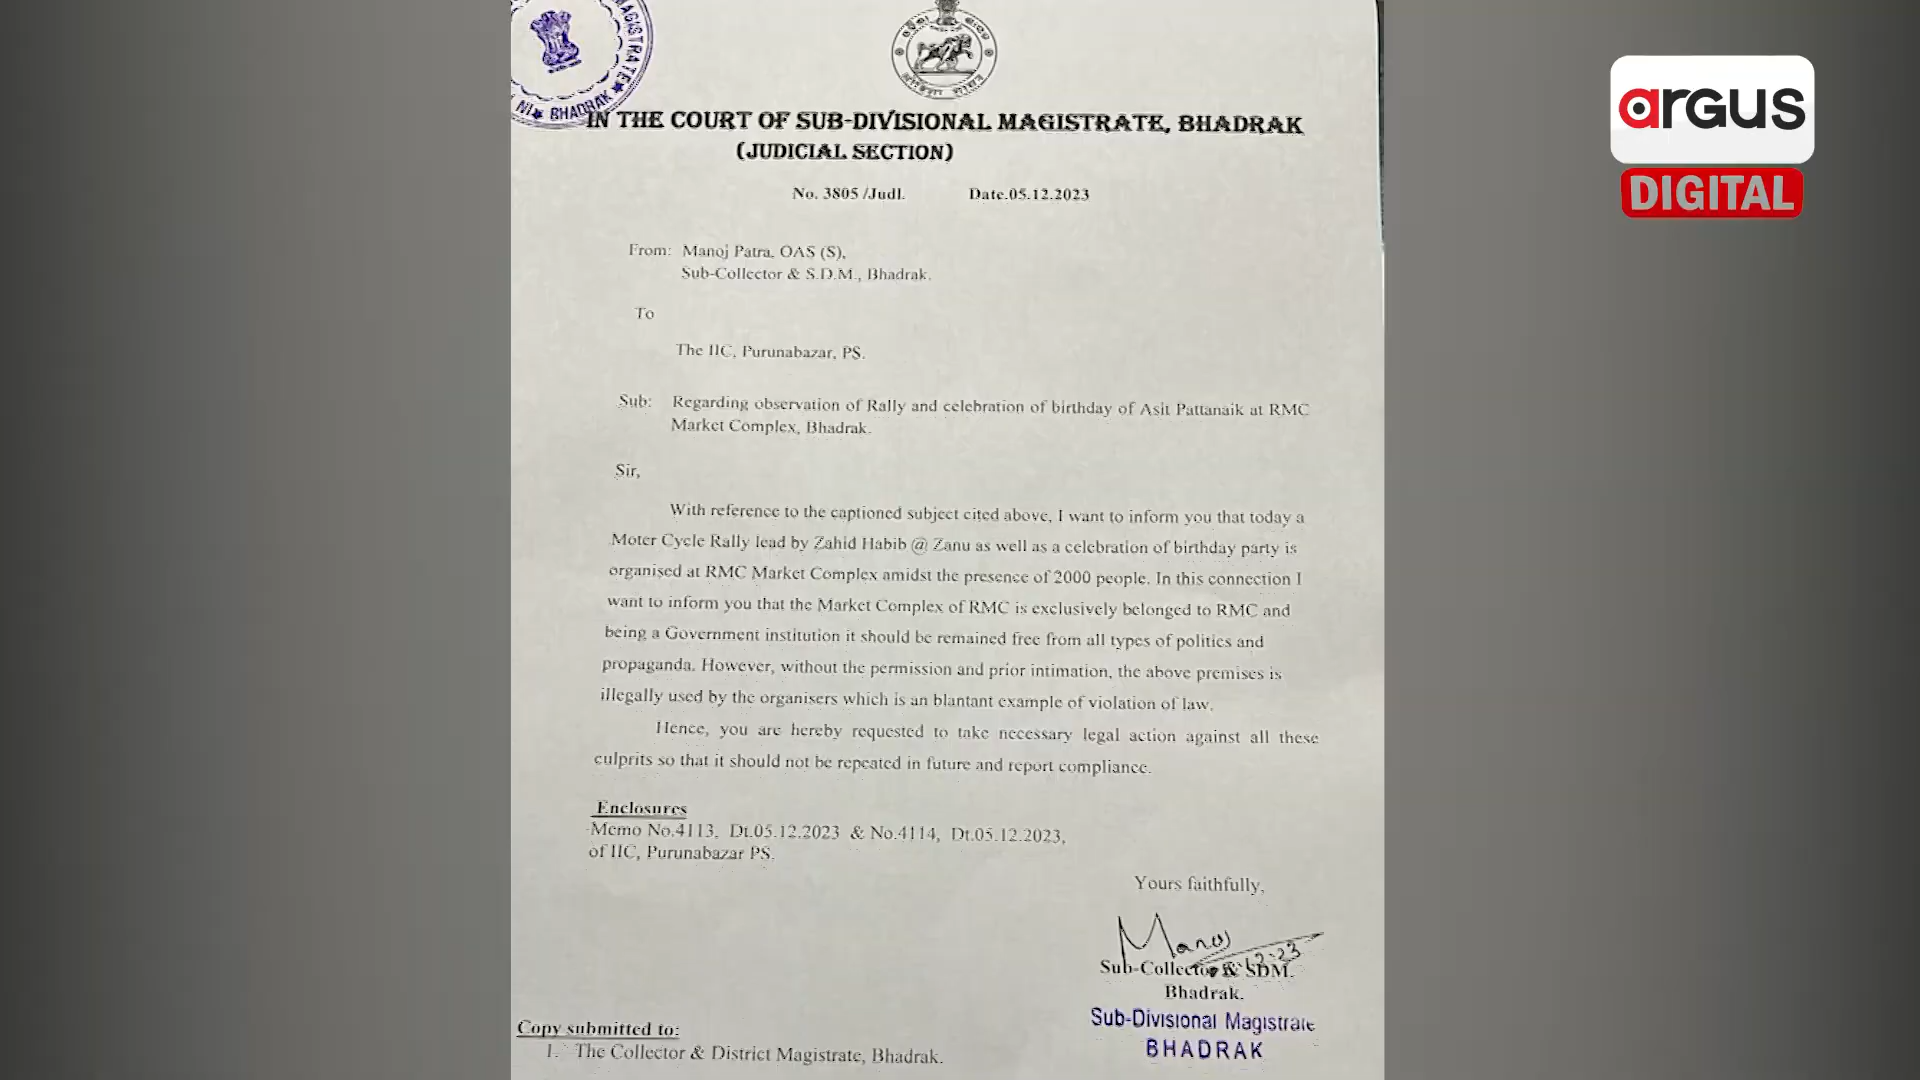 MAGISTRATE
NI ★ BHADRAK ★
IN THE COURT OF SUB-DIVISIONAL MAGISTRATE, BHADRAK
(JUDICIAL SECTION)
No. 3805 /Judl. Date.05.12.2023
From: Manoj Patra, OAS (S),
Sub-Collector & S.D.M., Bhadrak.
To
The IIC, Purunabazar, PS.
Sub: Regarding observation of Rally and celebration of birthday of Asit Pattanaik at RMC
Market Complex, Bhadrak.
Sir,
With reference to the captioned subject cited above, I want to inform you that today a
Moter Cycle Rally lead by Zahid Habib @ Zanu as well as a celebration of birthday party is
organised at RMC Market Complex amidst the presence of 2000 people. In this connection I
want to inform you that the Market Complex of RMC is exclusively belonged to RMC and
being a Government institution it should be remained free from all types of politics and
propaganda. However, without the permission and prior intimation, the above premises is
illegally used by the organisers which is an blantant example of violation of law.
Hence, you are hereby requested to take necessary legal action against all these
culprits so that it should not be repeated in future and report compliance.
Enclosures
Memo No.4113, Dt.05.12.2023 & No.4114, Dt.05.12.2023,
of IIC, Purunabazar PS.
Yours faithfully,
Manoj
Sub-Collector & SDM.
Bhadrak.
Sub-Divisional Magistrate
BHADRAK
Copy submitted to:
1. The Collector & District Magistrate, Bhadrak.
argus
DIGITAL